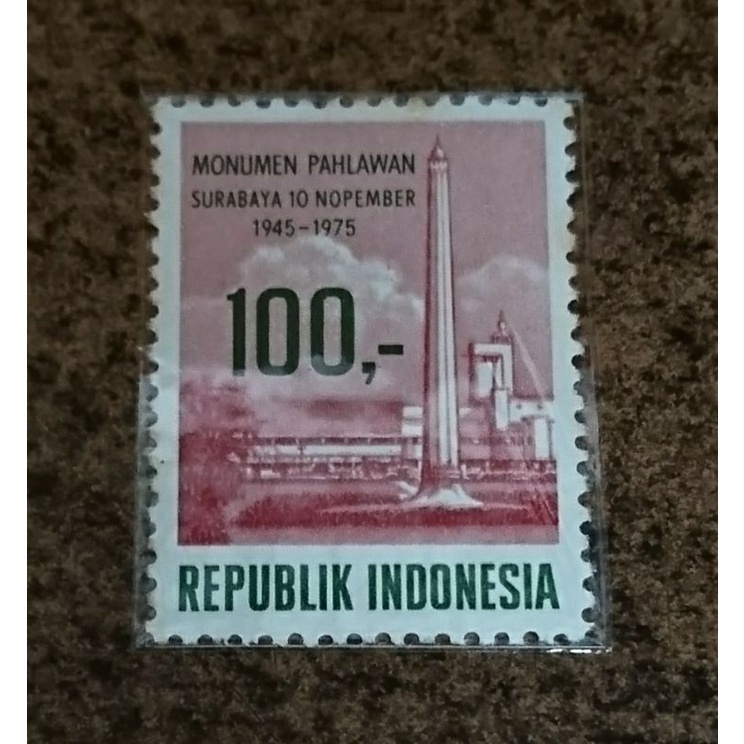 MONUMEN PAHLAWAN
SURABAYA 10 NOPEMBER
1945-1975
100,-
REPUBLIK INDONESIA